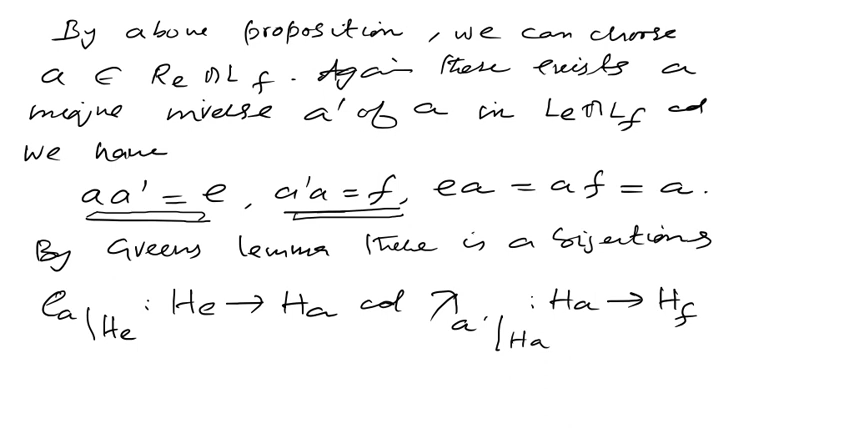 By above proposition, we can choose
a ∈ Re ∩ Lf. Again there exists a
unique inverse a' of a in Le ∩ Lf and
we have
aa' = e, a'a = f, ea = af = a.
By Greens lemma there is a bijections
ρa|He : He → Ha and λa'|Ha : Ha → Hf